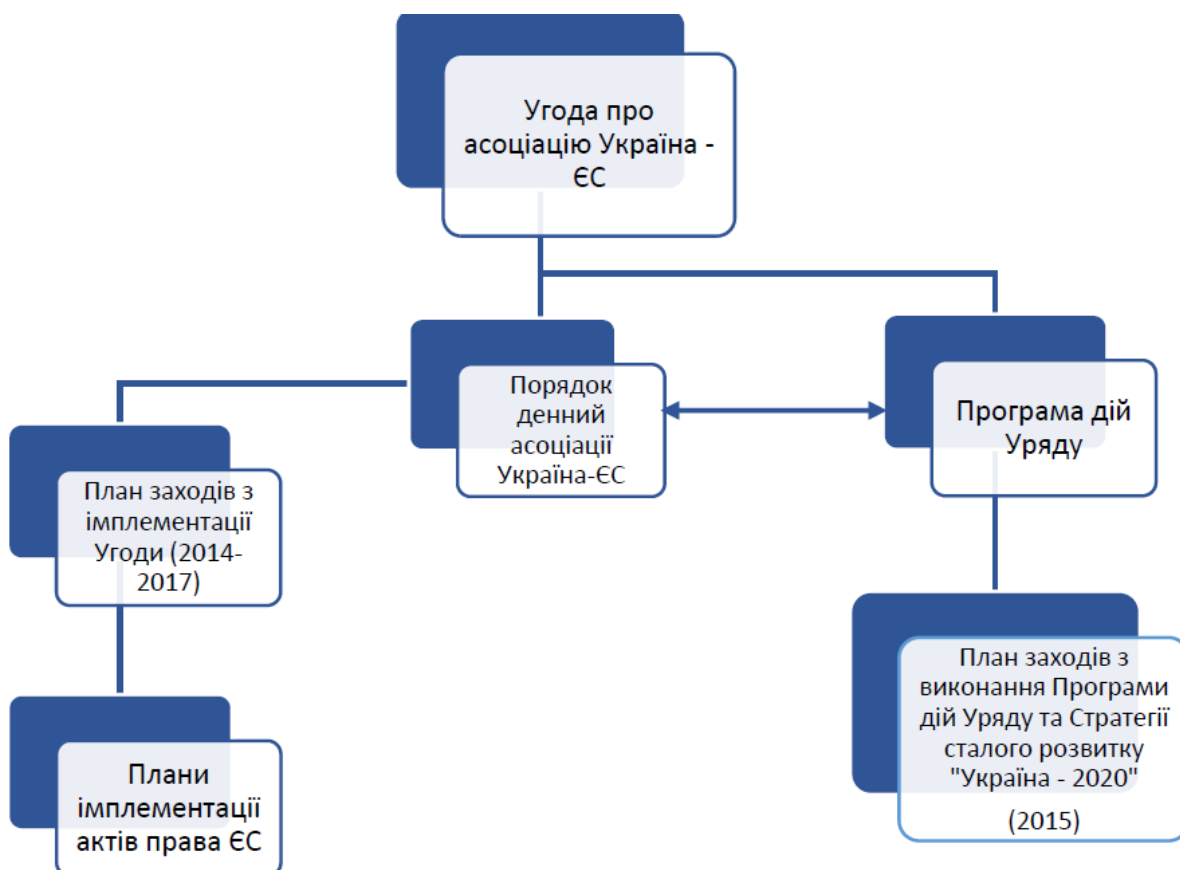 Угода про
асоціацію Україна -
ЄС
Порядок
денний
асоціації
Україна-ЄС
Програма дій
Уряду
План заходів з
імплементації
Угоди (2014-
2017)
План заходів з
виконання Програми
дій Уряду та Стратегії
сталого розвитку
"Україна - 2020"
(2015)
Плани
імплементації
актів права ЄС